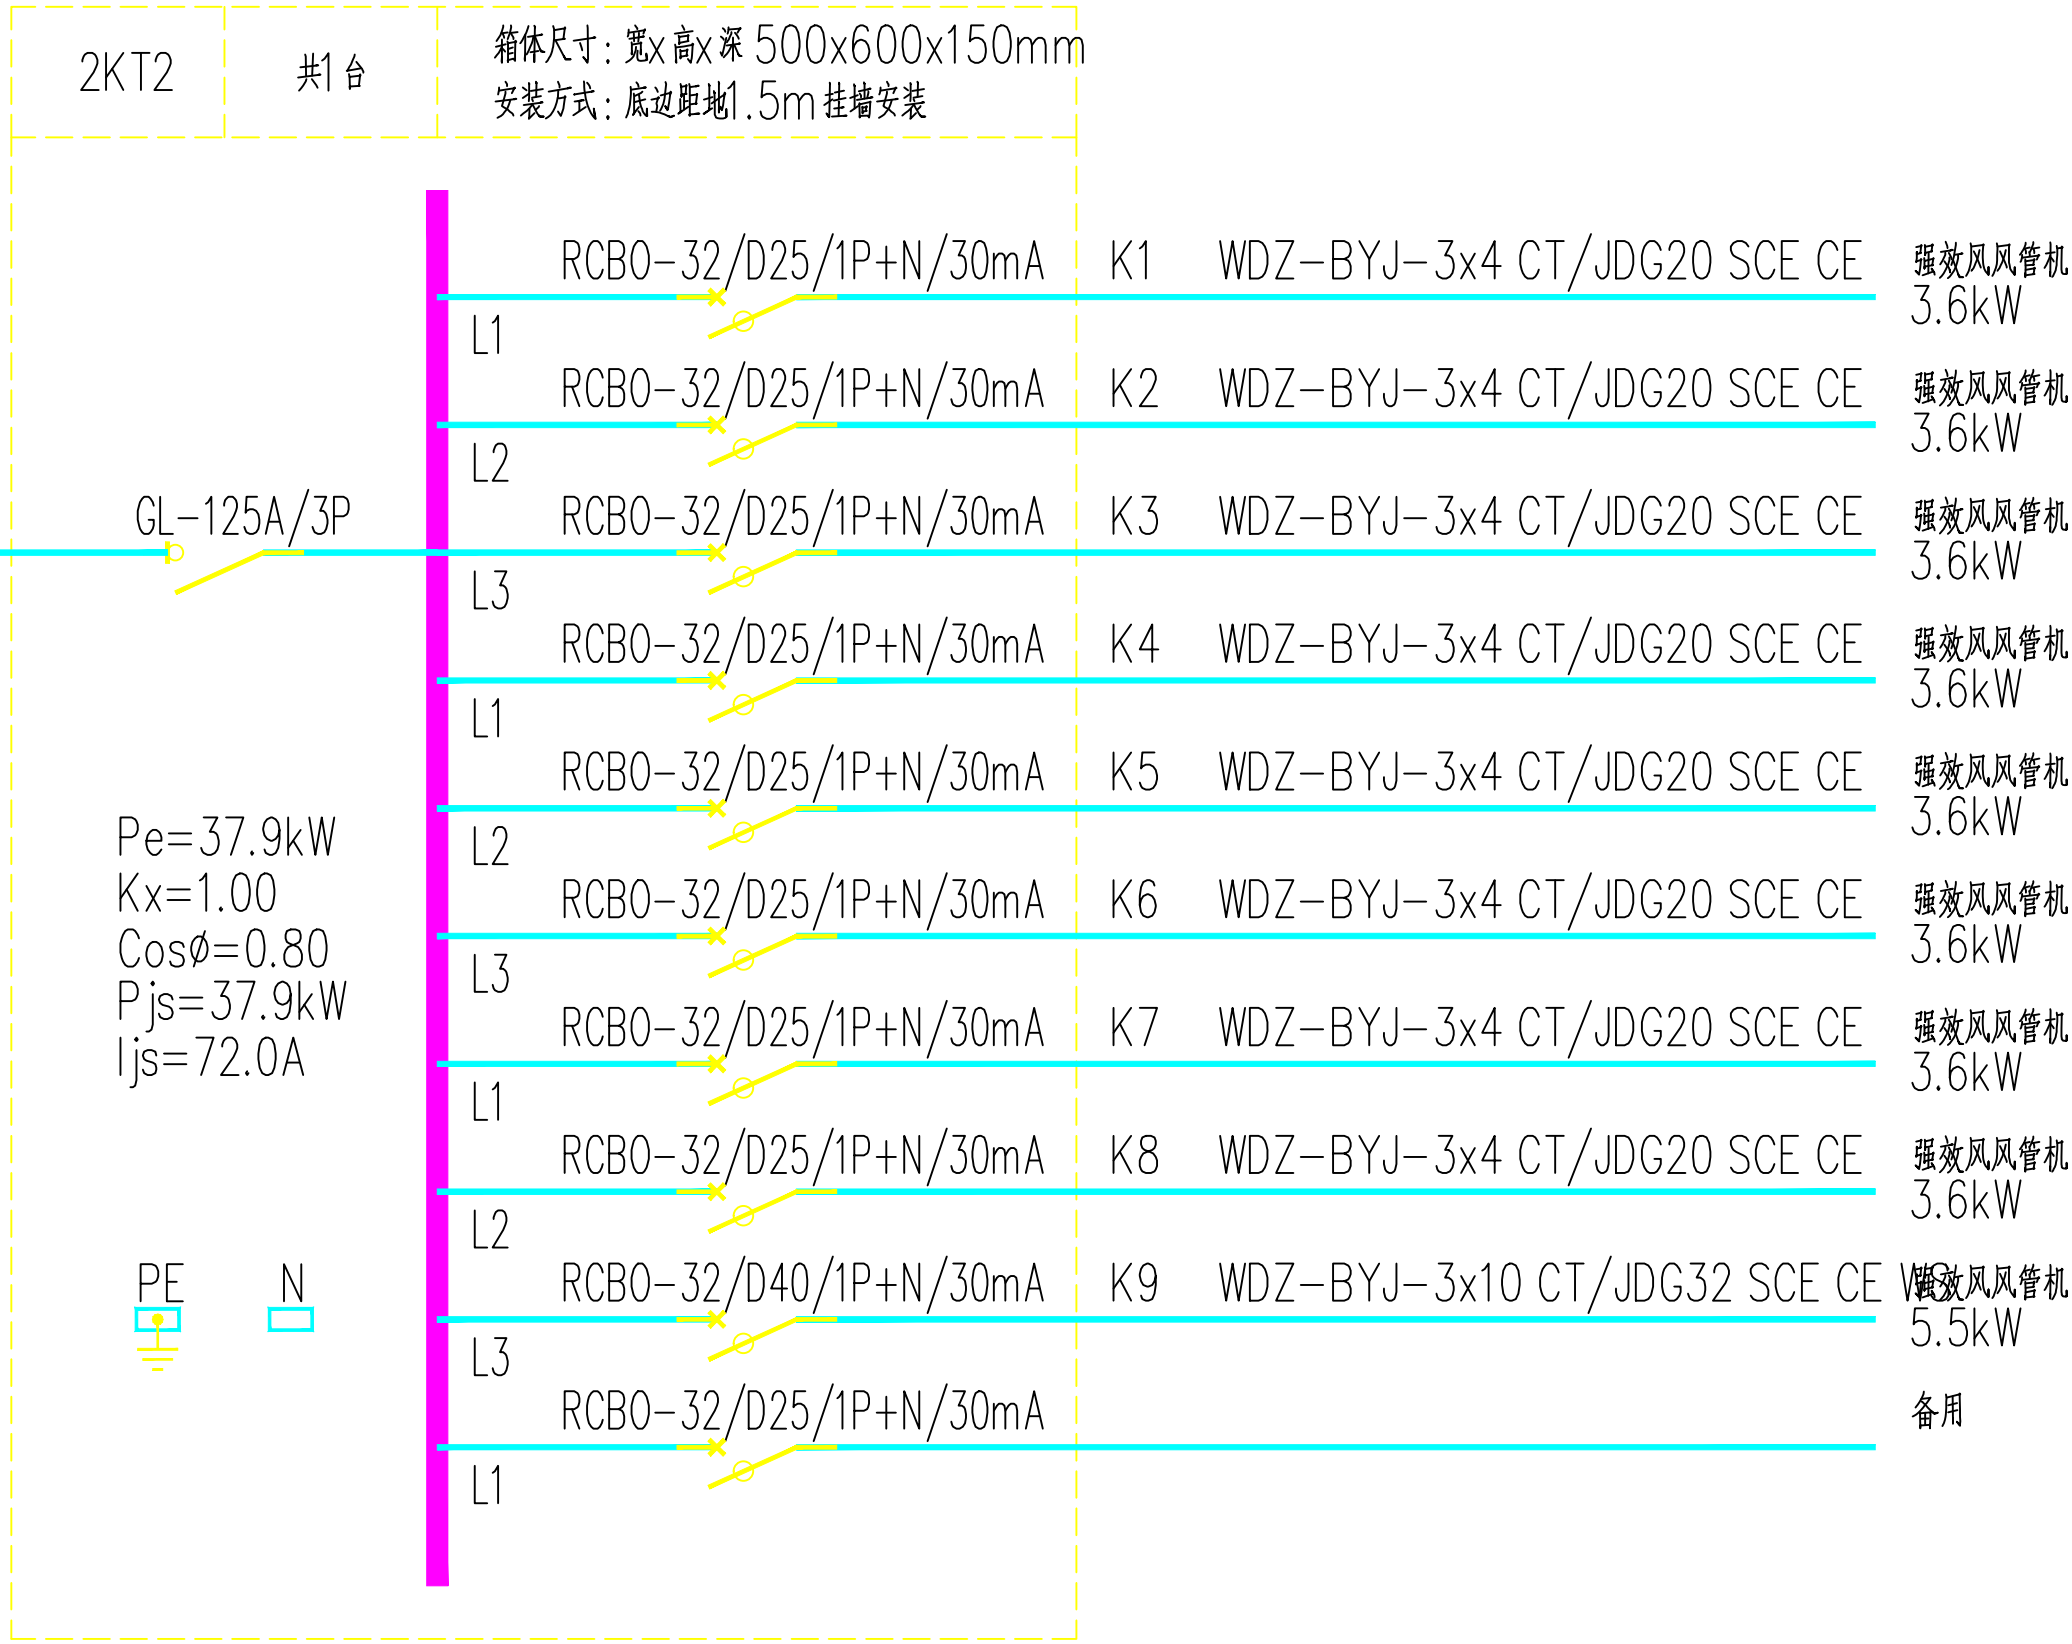 2KT2
共1台
箱体尺寸: 宽x高x深 500x600x150mm
安装方式: 底边距地1.5m挂墙安装
RCBO-32/D25/1P+N/30mA K1 WDZ-BYJ-3x4 CT/JDG20 SCE CE 强效风风管机
L1 3.6kW
RCBO-32/D25/1P+N/30mA K2 WDZ-BYJ-3x4 CT/JDG20 SCE CE 强效风风管机
L2 3.6kW
GL-125A/3P
RCBO-32/D25/1P+N/30mA K3 WDZ-BYJ-3x4 CT/JDG20 SCE CE 强效风风管机
L3 3.6kW
RCBO-32/D25/1P+N/30mA K4 WDZ-BYJ-3x4 CT/JDG20 SCE CE 强效风风管机
L1 3.6kW
RCBO-32/D25/1P+N/30mA K5 WDZ-BYJ-3x4 CT/JDG20 SCE CE 强效风风管机
L2 3.6kW
Pe=37.9kW
Kx=1.00
Cosø=0.80
Pjs=37.9kW
Ijs=72.0A
RCBO-32/D25/1P+N/30mA K6 WDZ-BYJ-3x4 CT/JDG20 SCE CE 强效风风管机
L3 3.6kW
RCBO-32/D25/1P+N/30mA K7 WDZ-BYJ-3x4 CT/JDG20 SCE CE 强效风风管机
L1 3.6kW
RCBO-32/D25/1P+N/30mA K8 WDZ-BYJ-3x4 CT/JDG20 SCE CE 强效风风管机
L2 3.6kW
PE N
RCBO-32/D40/1P+N/30mA K9 WDZ-BYJ-3x10 CT/JDG32 SCE CE WS 强效风风管机
L3 5.5kW
RCBO-32/D25/1P+N/30mA 备用
L1